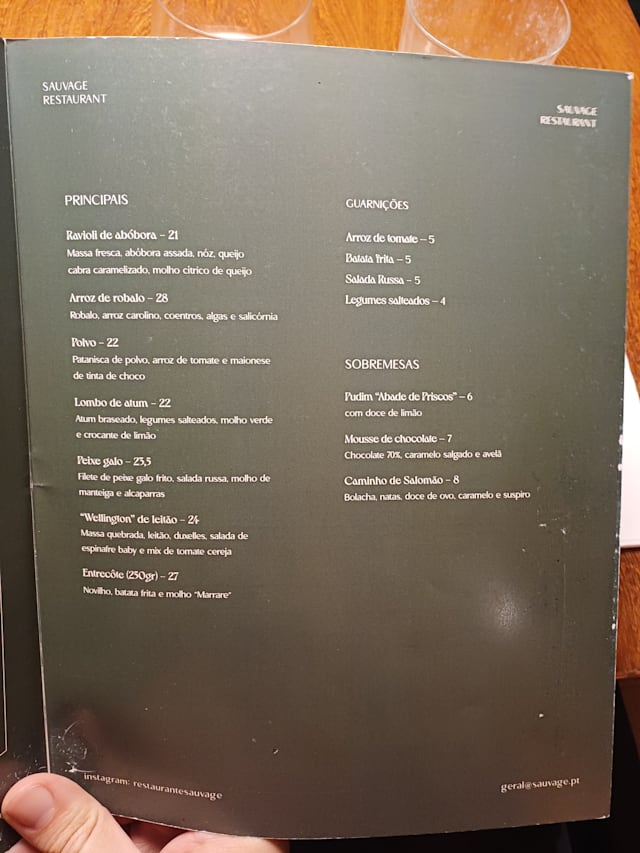 SAUVAGE
RESTAURANT
SAUVAGE
RESTAURANT
PRINCIPAIS
Ravioli de abóbora – 21
Massa fresca, abóbora assada, nóz, queijo
cabra caramelizado, molho cítrico de queijo
Arroz de robalo – 28
Robalo, arroz carolino, coentros, algas e salicórnia
Polvo – 22
Patanisca de polvo, arroz de tomate e maionese
de tinta de choco
Lombo de atum – 22
Atum braseado, legumes salteados, molho verde
e crocante de limão
Peixe galo – 23,5
Filete de peixe galo frito, salada russa, molho de
manteiga e alcaparras
"Wellington" de leitão – 24
Massa quebrada, leitão, duxelles, salada de
espinafre baby e mix de tomate cereja
Entrecôte (250gr) – 27
Novilho, batata frita e molho "Marrare"
GUARNIÇÕES
Arroz de tomate – 5
Batata Frita – 5
Salada Russa – 5
Legumes salteados – 4
SOBREMESAS
Pudim "Abade de Priscos" – 6
com doce de limão
Mousse de chocolate – 7
Chocolate 70%, caramelo salgado e avelã
Caminho de Salomão – 8
Bolacha, natas, doce de ovo, caramelo e suspiro
instagram: restaurantesauvage
geral@sauvage.pt